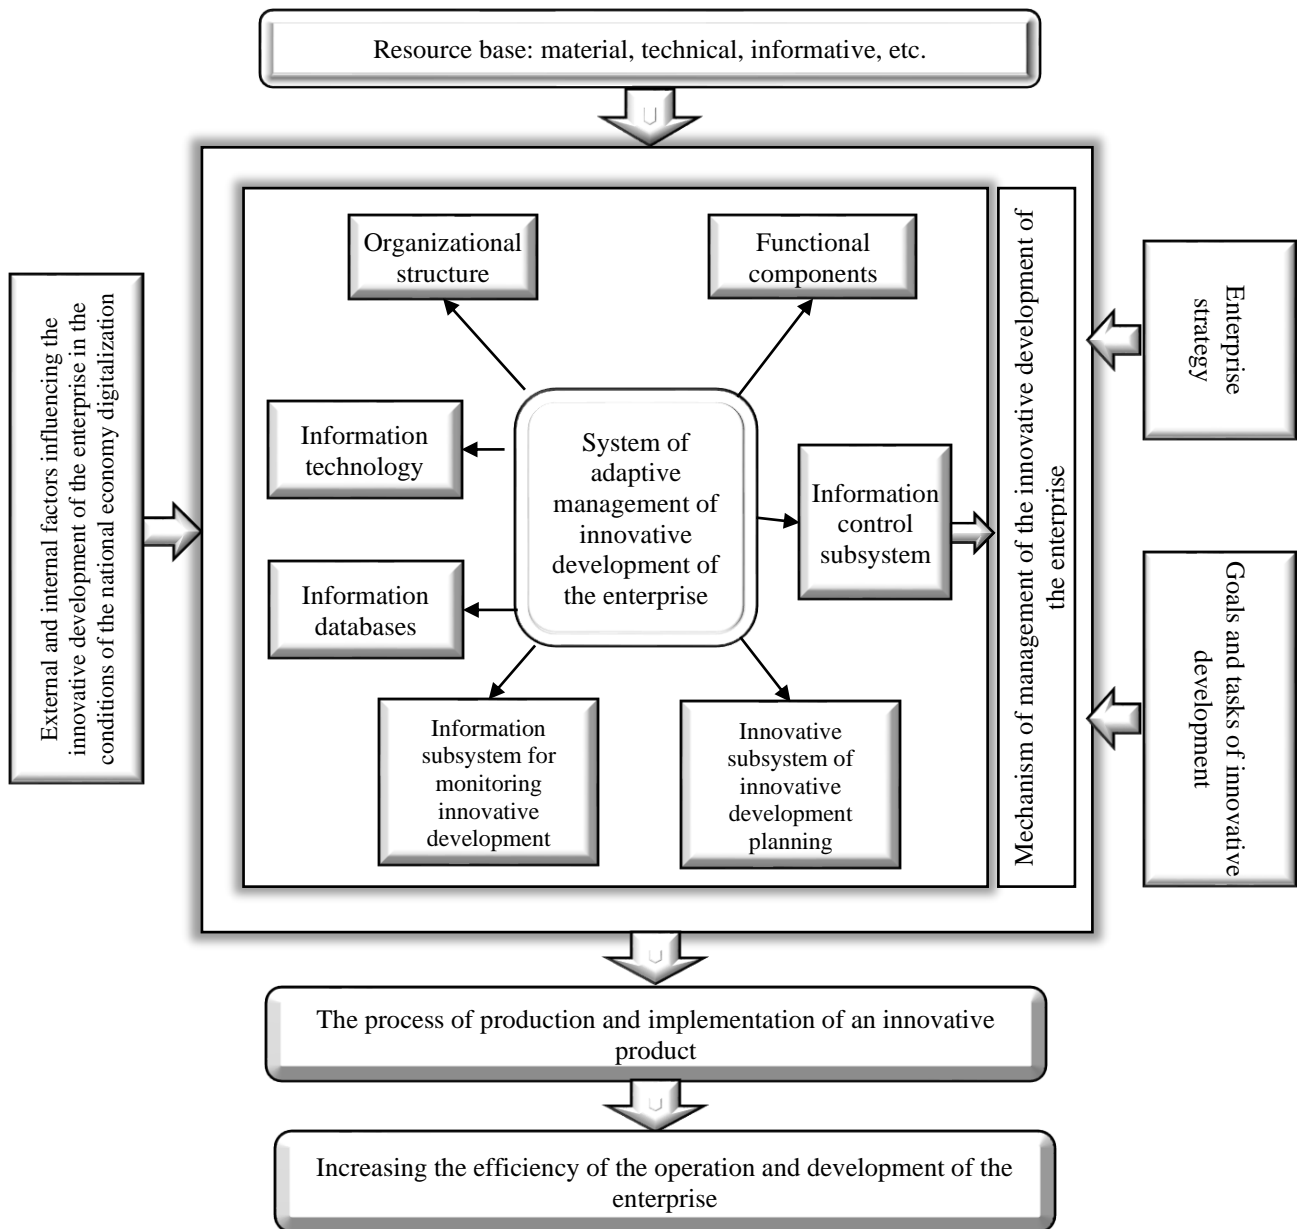 Resource base: material, technical, informative, etc.
Organizational
structure
Functional
components
External and internal factors influencing the
innovative development of the enterprise in the
conditions of the national economy digitalization
Information
technology
System of
adaptive
management of
innovative
development of
the enterprise
Information
control
subsystem
Mechanism of management of the innovative development of
the enterprise
Enterprise
strategy
Information
databases
Goals and tasks of innovative
development
Information
subsystem for
monitoring
innovative
development
Innovative
subsystem of
innovative
development
planning
The process of production and implementation of an innovative
product
Increasing the efficiency of the operation and development of the
enterprise